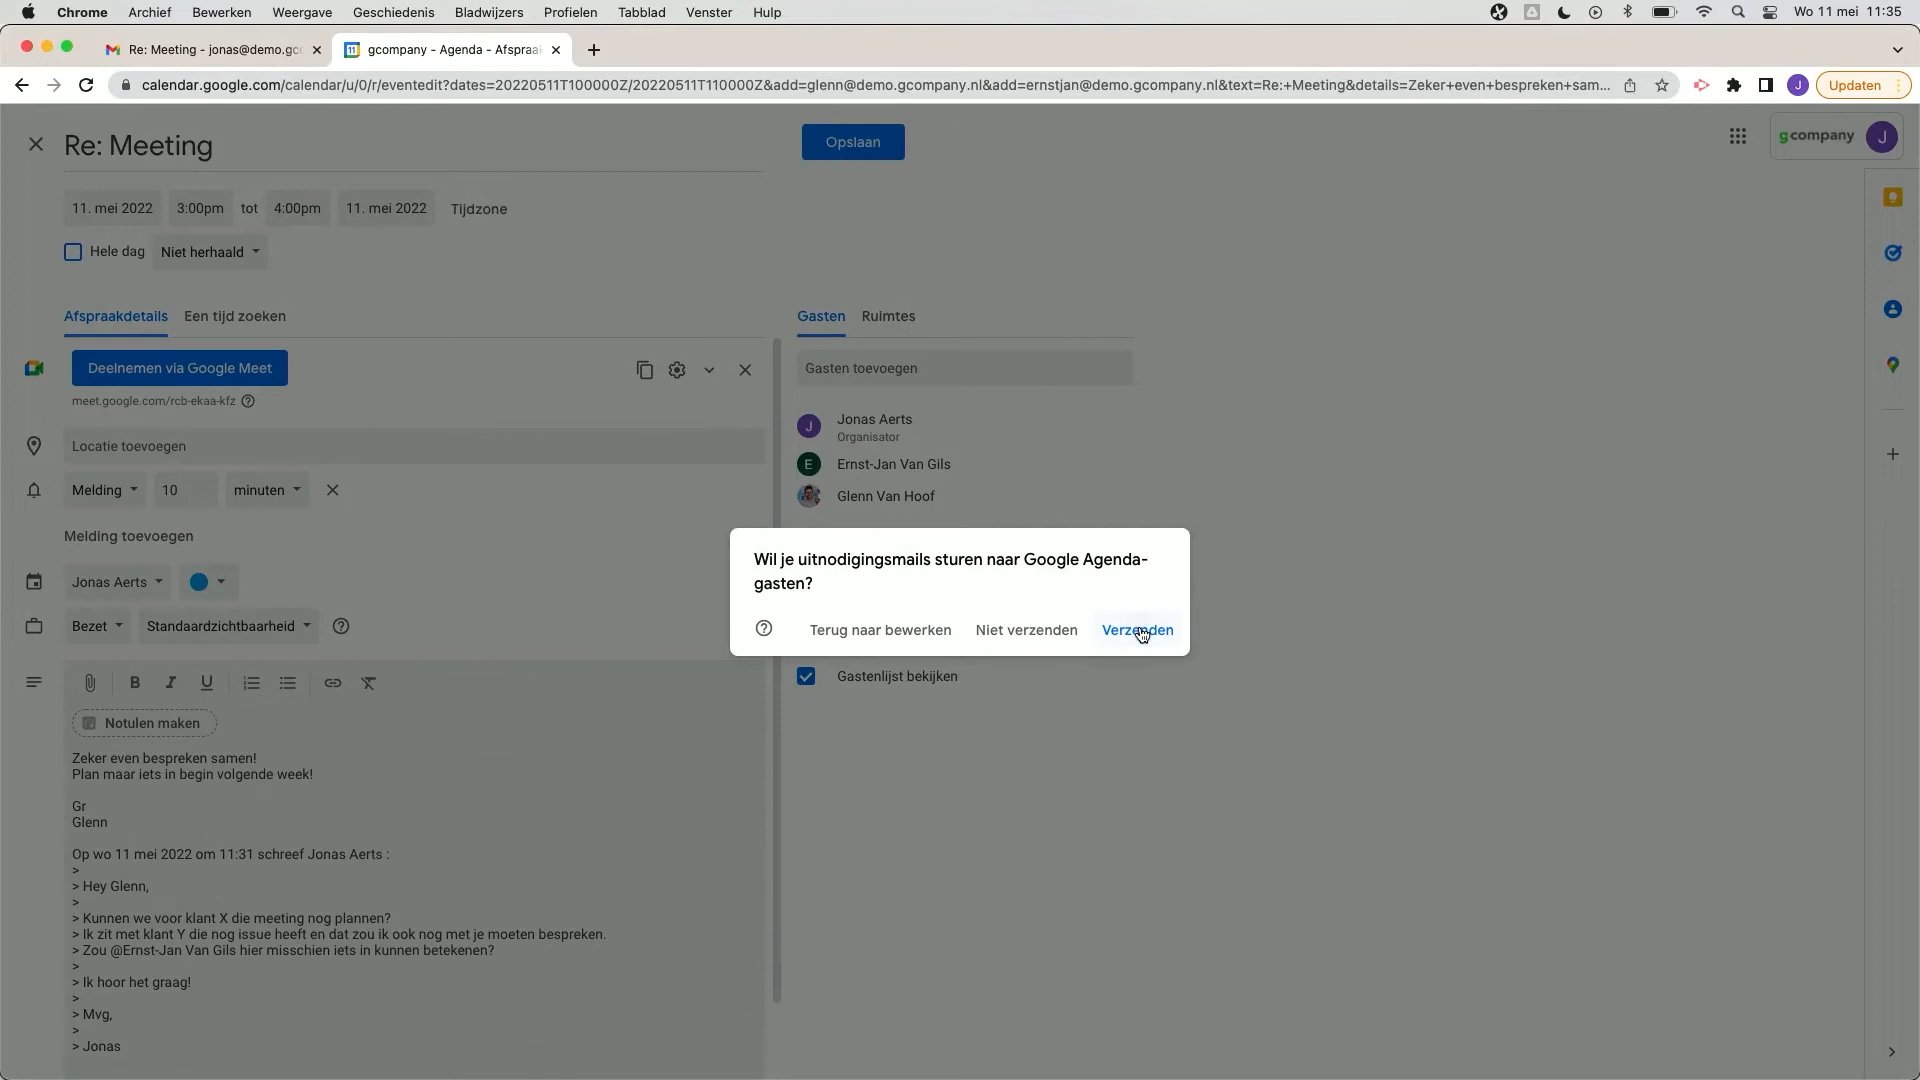 Chrome Archief Bewerken Weergave Geschiedenis Bladwijzers Profielen Tabblad Venster Hulp Wo 11 mei 11:35
Re: Meeting - jonas@demo.gc
gcompany - Agenda - Afspraa
calendar.google.com/calendar/u/0/r/eventedit?dates=20220511T100000Z/20220511T110000Z&add=glenn@demo.gcompany.nl&add=ernstjan@demo.gcompany.nl&text=Re:+Meeting&details=Zeker+even+bespreken+sam... J Updaten
Re: Meeting
Opslaan
gcompany J
11. mei 2022 3:00pm tot 4:00pm 11. mei 2022 Tijdzone
Hele dag Niet herhaald
Afspraakdetails Een tijd zoeken
Gasten Ruimtes
Deelnemen via Google Meet
meet.google.com/rcb-ekaa-kfz
Gasten toevoegen
J Jonas Aerts
Organisator
E Ernst-Jan Van Gils
Glenn Van Hoof
Locatie toevoegen
Melding 10 minuten
Melding toevoegen
Jonas Aerts
Bezet Standaardzichtbaarheid
Wil je uitnodigingsmails sturen naar Google Agenda-
gasten?
Terug naar bewerken Niet verzenden Verzenden
Gastenlijst bekijken
B I U
Notulen maken
Zeker even bespreken samen!
Plan maar iets in begin volgende week!
Gr
Glenn
Op wo 11 mei 2022 om 11:31 schreef Jonas Aerts :
>
> Hey Glenn,
>
> Kunnen we voor klant X die meeting nog plannen?
> Ik zit met klant Y die nog issue heeft en dat zou ik ook nog met je moeten bespreken.
> Zou @Ernst-Jan Van Gils hier misschien iets in kunnen betekenen?
>
> Ik hoor het graag!
>
> Mvg,
>
> Jonas